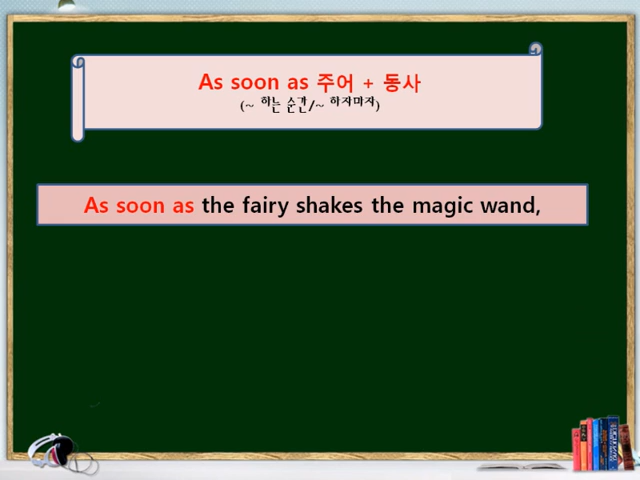 As soon as 주어 + 동사
(~ 하는 순간/~ 하자마자)
As soon as the fairy shakes the magic wand,